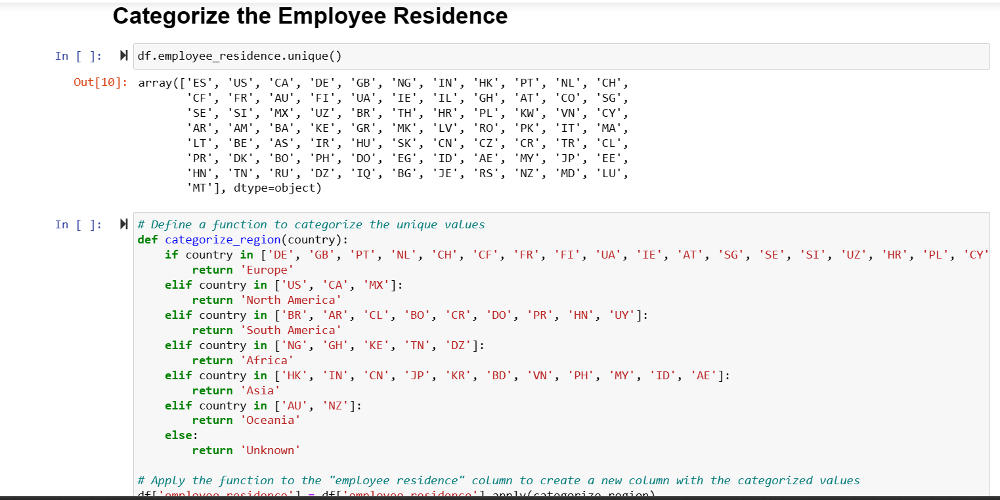 Categorize the Employee Residence
In [ ]: df.employee_residence.unique()
Out[10]: array(['ES', 'US', 'CA', 'DE', 'GB', 'NG', 'IN', 'HK', 'PT', 'NL', 'CH',
'CF', 'FR', 'AU', 'FI', 'UA', 'IE', 'IL', 'GH', 'AT', 'CO', 'SG',
'SE', 'SI', 'MX', 'UZ', 'BR', 'TH', 'HR', 'PL', 'KW', 'VN', 'CY',
'AR', 'AM', 'BA', 'KE', 'GR', 'MK', 'LV', 'RO', 'PK', 'IT', 'MA',
'LT', 'BE', 'AS', 'IR', 'HU', 'SK', 'CN', 'CZ', 'CR', 'TR', 'CL',
'PR', 'DK', 'BO', 'PH', 'DO', 'EG', 'ID', 'AE', 'MY', 'JP', 'EE',
'HN', 'TN', 'RU', 'DZ', 'IQ', 'BG', 'JE', 'RS', 'NZ', 'MD', 'LU',
'MT'], dtype=object)
In [ ]: # Define a function to categorize the unique values
def categorize_region(country):
if country in ['DE', 'GB', 'PT', 'NL', 'CH', 'CF', 'FR', 'FI', 'UA', 'IE', 'AT', 'SG', 'SE', 'SI', 'UZ', 'HR', 'PL', 'CY'
return 'Europe'
elif country in ['US', 'CA', 'MX']:
return 'North America'
elif country in ['BR', 'AR', 'CL', 'BO', 'CR', 'DO', 'PR', 'HN', 'UY']:
return 'South America'
elif country in ['NG', 'GH', 'KE', 'TN', 'DZ']:
return 'Africa'
elif country in ['HK', 'IN', 'CN', 'JP', 'KR', 'BD', 'VN', 'PH', 'MY', 'ID', 'AE']:
return 'Asia'
elif country in ['AU', 'NZ']:
return 'Oceania'
else:
return 'Unknown'
# Apply the function to the "employee residence" column to create a new column with the categorized values
df['employee_residence'] = df['employee_residence'].apply(categorize_region)